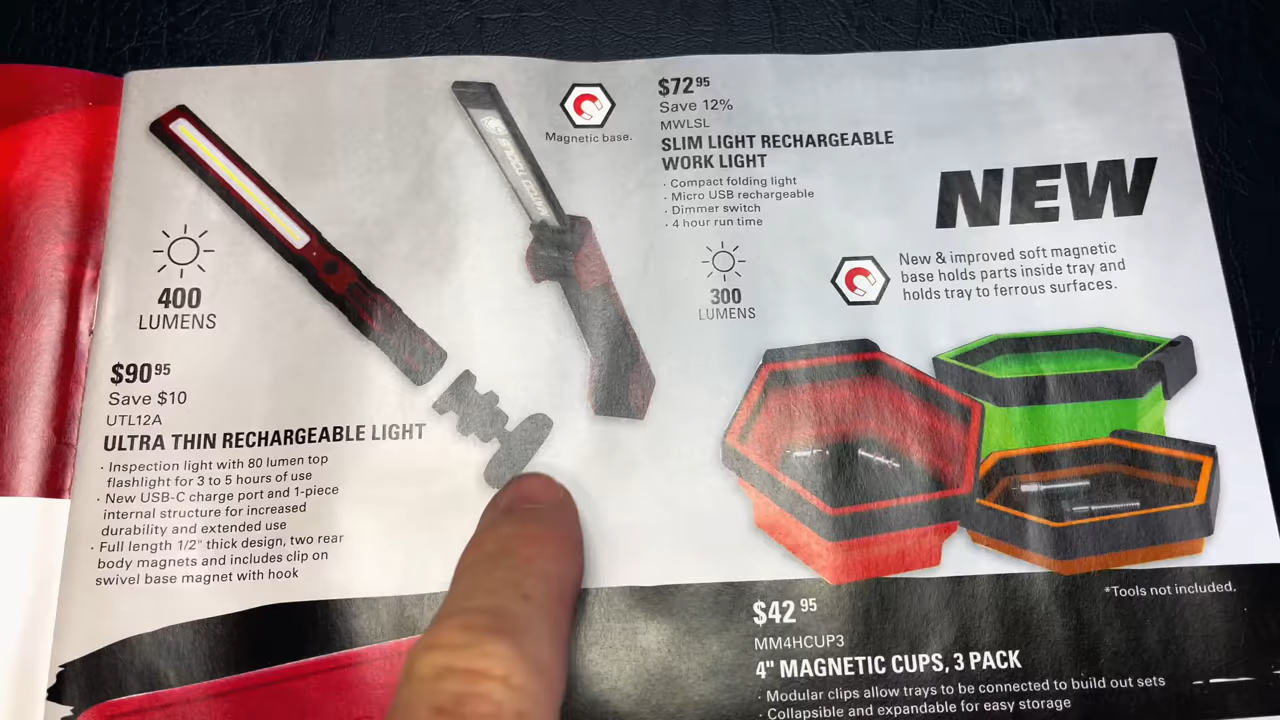 400
LUMENS
$90 95
Save $10
UTL12A
ULTRA THIN RECHARGEABLE LIGHT
· Inspection light with 80 lumen top
flashlight for 3 to 5 hours of use
· New USB-C charge port and 1-piece
internal structure for increased
durability and extended use
· Full length 1/2" thick design, two rear
body magnets and includes clip on
swivel base magnet with hook
Magnetic base.
$72 95
Save 12%
MWLSL
SLIM LIGHT RECHARGEABLE
WORK LIGHT
· Compact folding light
· Micro USB rechargeable
· Dimmer switch
· 4 hour run time
300
LUMENS
NEW
New & improved soft magnetic
base holds parts inside tray and
holds tray to ferrous surfaces.
*Tools not included.
$42 95
MM4HCUP3
4" MAGNETIC CUPS, 3 PACK
· Modular clips allow trays to be connected to build out sets
· Collapsible and expandable for easy storage